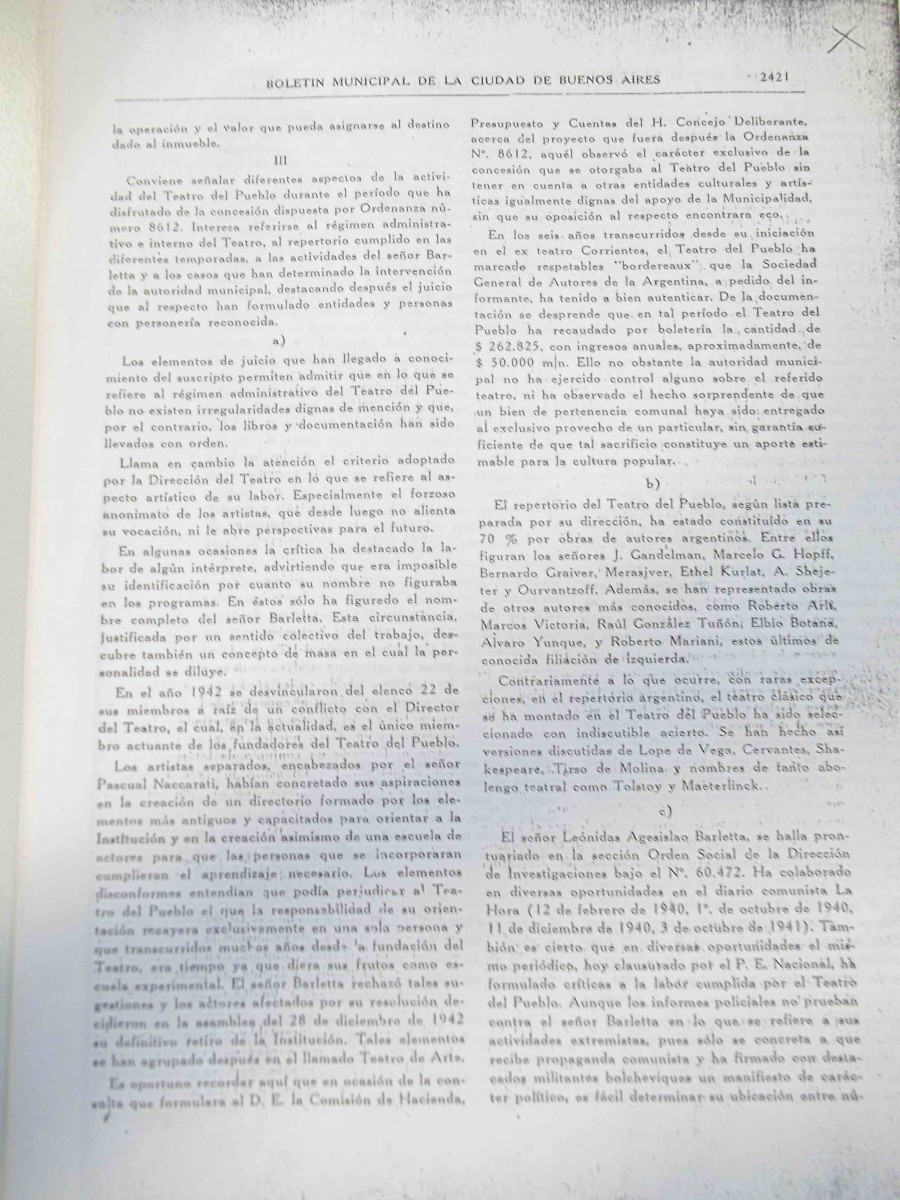 BOLETIN MUNICIPAL DE LA CIUDAD DE BUENOS AIRES
2421
la operación y el valor que pueda asignarse al destino
dado al inmueble.
III
Conviene señalar diferentes aspectos de la activi-
dad del Teatro del Pueblo durante el período que ha
disfrutado de la concesión dispuesta por Ordenanza nú-
mero 8612. Interesa referirse al régimen administra-
tivo e interno del Teatro, al repertorio cumplido en las
diferentes temporadas, a las actividades del señor Bar-
letta y a los casos que han determinado la intervención
de la autoridad municipal, destacando después el juicio
que al respecto han formulado entidades y personas
con personería reconocida.
a)
Los elementos de juicio que han llegado a conoci-
miento del suscripto permiten admitir que en lo que se
refiere al régimen administrativo del Teatro del Pue-
blo no existen irregularidades dignas de mención y que,
por el contrario, los libros y documentación han sido
llevados con orden.
Llama en cambio la atención el criterio adoptado
por la Dirección del Teatro en lo que se refiere al as-
pecto artístico de su labor. Especialmente el forzoso
anonimato de los artistas, que desde luego no alienta
su vocación, ni le abre perspectivas para el futuro.
En algunas ocasiones la crítica ha destacado la la-
bor de algún intérprete, advirtiendo que era imposible
su identificación por cuanto su nombre no figuraba
en los programas. En éstos sólo ha figuredo el nom-
bre completo del señor Barletta. Esta circunstancia,
justificada por un sentido colectivo del trabajo, des-
cubre también un concepto de masa en el cual la per-
sonalidad se diluye.
En el año 1942 se desvincularon del elenco 22 de
sus miembros a raíz de un conflicto con el Director
del Teatro, el cual, en la actualidad, es el único miem-
bro actuante de los fundadores del Teatro del Pueblo.
Los artistas separados, encabezados por el señor
Pascual Naccarati, habían concretado sus aspiraciones
en la creación de un directorio formado por los ele-
mentos más antiguos y capacitados para orientar a la
Institución y en la creación asimismo de una escuela de
actores para que las personas que se incorporaran
cumplieran el aprendizaje necesario. Los elementos
disconformes entendían que podía perjudicar al Tea-
tro del Pueblo el que la responsabilidad de su orien-
tación recayera exclusivamente en una sola persona y
que transcurridos muchos años desde la fundación del
Teatro, era tiempo ya que diera sus frutos como es-
cuela experimental. El señor Barletta rechazó tales su-
gestiones y los actores afectados por su resolución de-
cidieron en la asamblea del 28 de diciembre de 1942
su definitivo retiro de la Institución. Tales elementos
se han agrupado después en el llamado Teatro de Arte.
Es oportuno recordar aquí que en ocasión de la con-
sulta que formulara al D. E. la Comisión de Hacienda,
Presupuesto y Cuentas del H. Concejo Deliberante,
acerca del proyecto que fuera después la Ordenanza
Nº. 8612, aquél observó el carácter exclusivo de la
concesión que se otorgaba al Teatro del Pueblo sin
tener en cuenta a otras entidades culturales y artís-
ticas igualmente dignas del apoyo de la Municipalidad,
sin que su oposición al respecto encontrara eco.
En los seis años transcurridos desde su iniciación
en el ex teatro Corrientes, el Teatro del Pueblo ha
marcado respetables "bordereaux" que la Sociedad
General de Autores de la Argentina, a pedido del in-
formante, ha tenido a bien autenticar. De la documen-
tación se desprende que en tal período el Teatro del
Pueblo ha recaudado por boletería la cantidad de
$ 262.825, con ingresos anuales, aproximadamente, de
$ 50.000 m|n. Ello no obstante la autoridad munici-
pal no ha ejercido control alguno sobre el referido
teatro, ni ha observado el hecho sorprendente de que
un bien de pertenencia comunal haya sido entregado
al exclusivo provecho de un particular, sin garantía su-
ficiente de que tal sacrificio constituye un aporte esti-
mable para la cultura popular.
b)
El repertorio del Teatro del Pueblo, según lista pre-
parada por su dirección, ha estado constituído en su
70 % por obras de autores argentinos. Entre ellos
figuran los señores J. Gandelman, Marcelo G. Hopff,
Bernardo Graiver, Merasjver, Ethel Kurlat, A. Sheje-
ter y Ourvantzoff. Además, se han representado obras
de otros autores más conocidos, como Roberto Arlt,
Marcos Victoria, Raúl González Tuñón, Elbio Botana,
Alvaro Yunque, y Roberto Mariani, estos últimos de
conocida filiación de izquierda.
Contrariamente a lo que ocurre, con raras excep-
ciones, en el repertorio argentino, el teatro clásico que
se ha montado en el Teatro del Pueblo ha sido selec-
cionado con indiscutible acierto. Se han hecho así
versiones discutidas de Lope de Vega, Cervantes, Sha-
kespeare, Tirso de Molina y nombres de tanto abo-
lengo teatral como Tolstoy y Maeterlinck.
c)
El señor Leónidas Agesislao Barletta, se halla pron-
tuariado en la sección Orden Social de la Dirección
de Investigaciones bajo el Nº. 60.472. Ha colaborado
en diversas oportunidades en el diario comunista La
Hora (12 de febrero de 1940, 1º. de octubre de 1940,
11 de diciembre de 1940, 3 de octubre de 1941). Tam-
bién es cierto que en diversas oportunidades el mis-
mo periódico, hoy clausurado por el P. E. Nacional, ha
formulado críticas a la labor cumplida por el Teatro
del Pueblo. Aunque los informes policiales no prueban
contra el señor Barletta en lo que se refiere a sus
actividades extremistas, pues sólo se concreta a que
recibe propaganda comunista y ha firmado con desta-
cados militantes bolcheviques un manifiesto de carác-
ter político, es fácil determinar su ubicación entre nú-